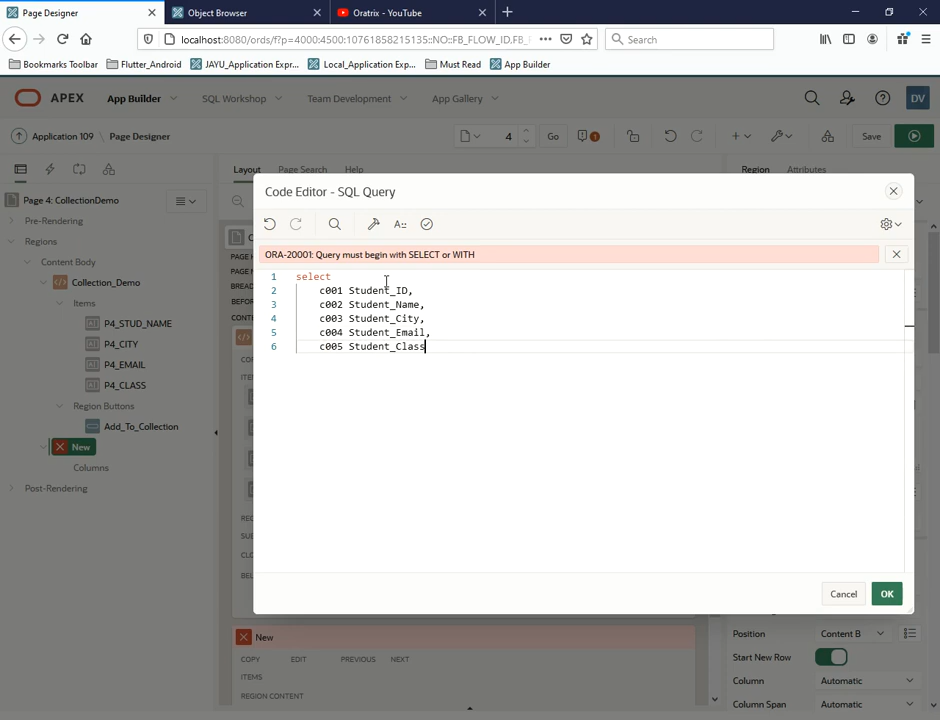 Page Designer
Object Browser
Oratrix - YouTube
localhost:8080/ords/f?p=4000:4500:10761858215135::NO::FB_FLOW_ID,FB_
Search
Bookmarks Toolbar
Flutter_Android
JAYU_Application Expr...
Local_Application Exp...
Must Read
App Builder
APEX
App Builder
SQL Workshop
Team Development
App Gallery
DV
Application 109 \ Page Designer
4
Go
1
Save
Layout
Page Search
Help
Region
Attributes
Page 4: CollectionDemo
Pre-Rendering
Regions
Content Body
Collection_Demo
Items
P4_STUD_NAME
P4_CITY
P4_EMAIL
P4_CLASS
Region Buttons
Add_To_Collection
New
Columns
Post-Rendering
Code Editor - SQL Query
ORA-20001: Query must begin with SELECT or WITH
1 select
2 c001 Student_ID,
3 c002 Student_Name,
4 c003 Student_City,
5 c004 Student_Email,
6 c005 Student_Class
Cancel
OK
New
COPY
EDIT
PREVIOUS
NEXT
ITEMS
REGION CONTENT
Position
Content B
Start New Row
Column
Automatic
Column Span
Automatic